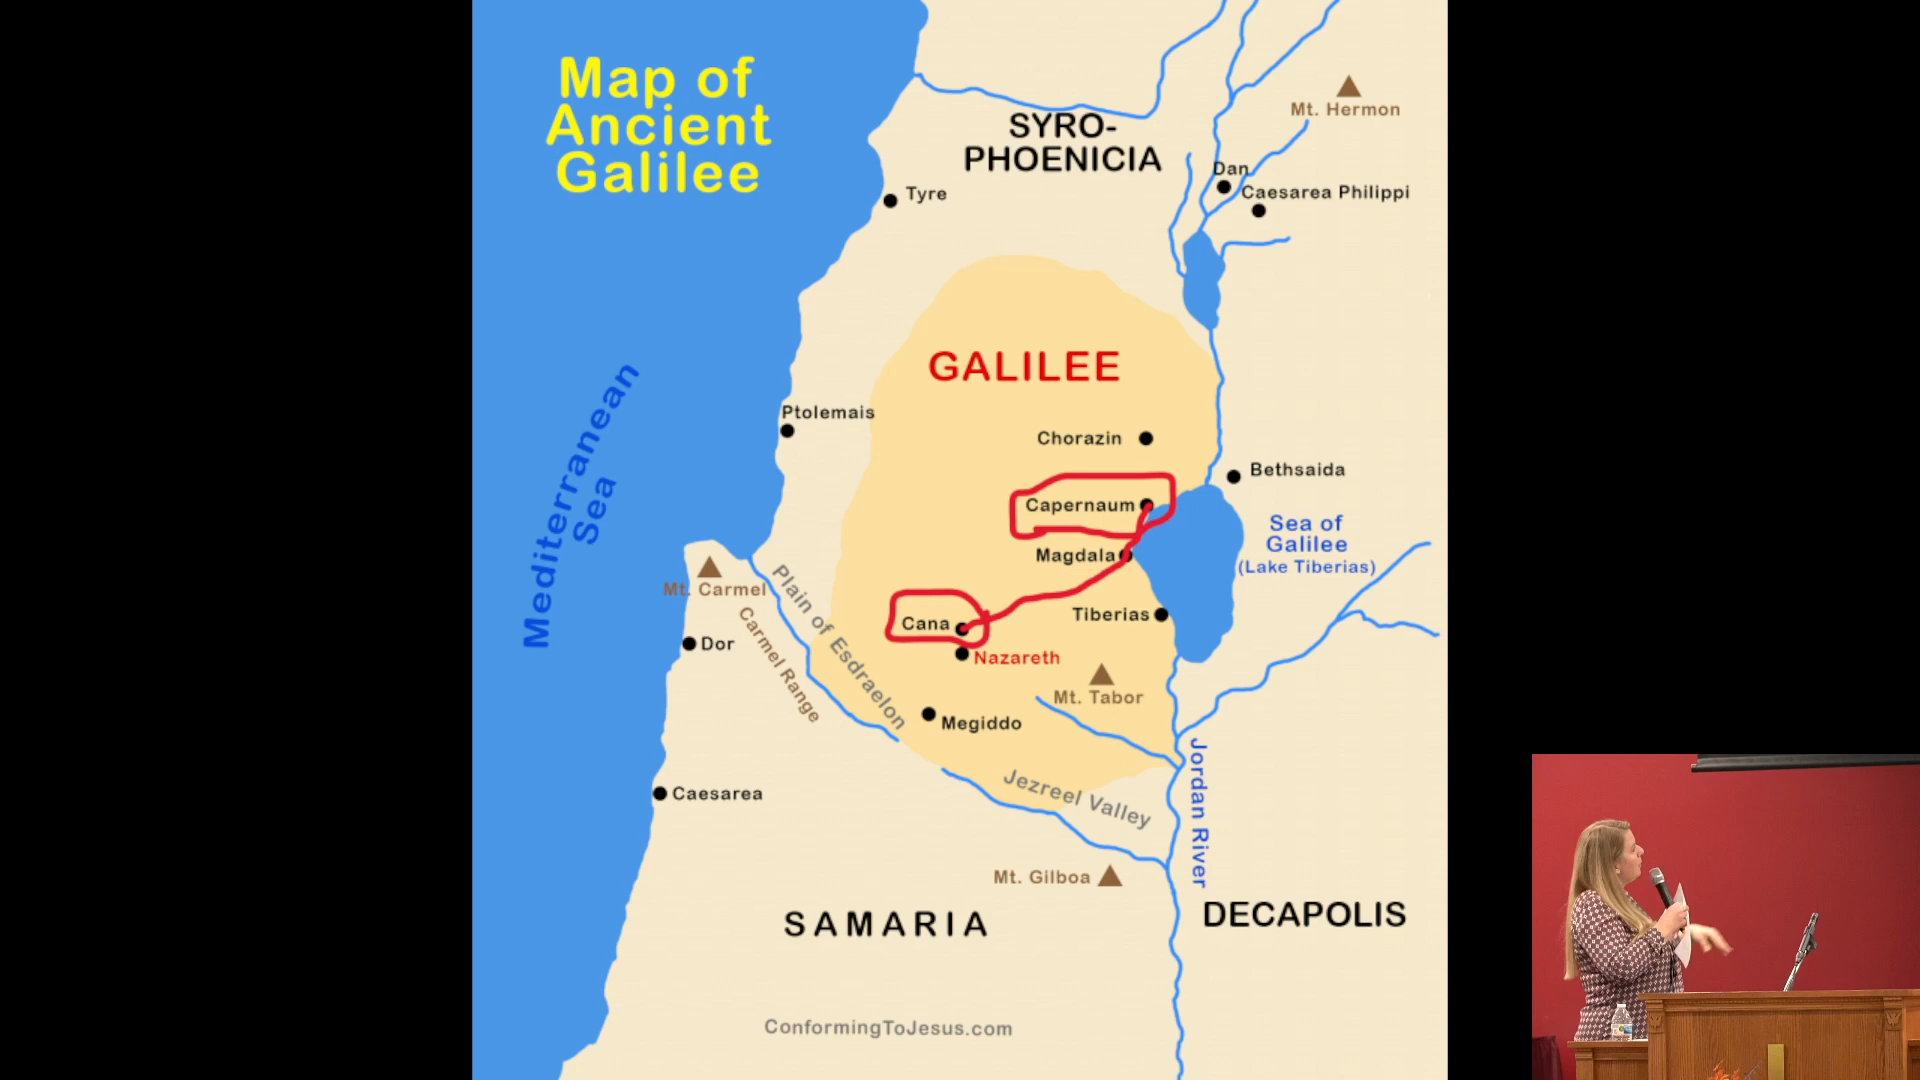 Map of
Ancient
Galilee
SYRO-
PHOENICIA
Mt. Hermon
Dan
Caesarea Philippi
Tyre
GALILEE
Ptolemais
Chorazin
Bethsaida
Capernaum
Sea of
Galilee
(Lake Tiberias)
Magdala
Mediterranean
Sea
Mt. Carmel
Plain of Esdraelon
Carmel Range
Cana
Tiberias
Dor
Nazareth
Mt. Tabor
Megiddo
Jordan River
Jezreel Valley
Caesarea
Mt. Gilboa
SAMARIA
DECAPOLIS
ConformingToJesus.com